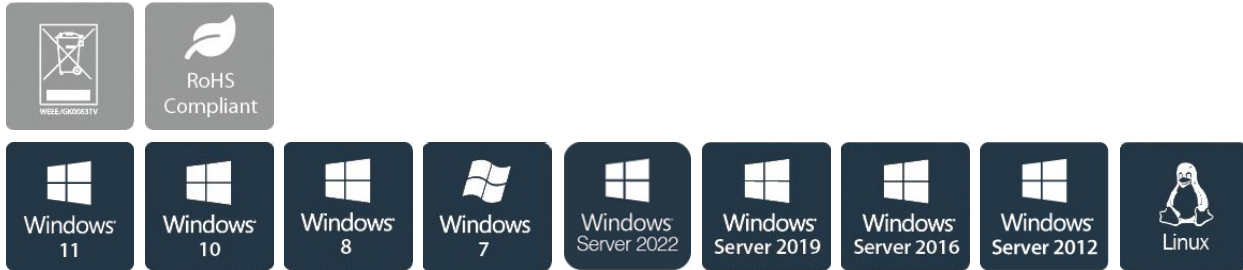 WEEE/GK0063TV
RoHS
Compliant
Windows
11
Windows
10
Windows
8
Windows
7
Windows
Server 2022
Windows
Server 2019
Windows
Server 2016
Windows
Server 2012
Linux